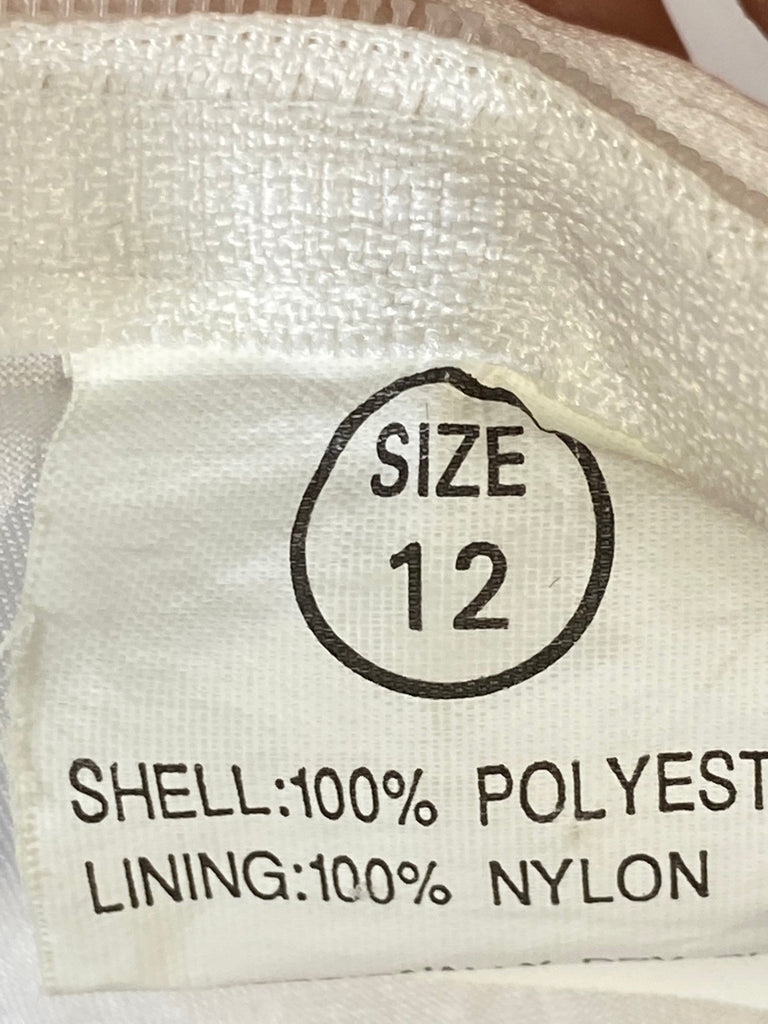 SIZE
12
SHELL:100% POLYEST
LINING:100% NYLON